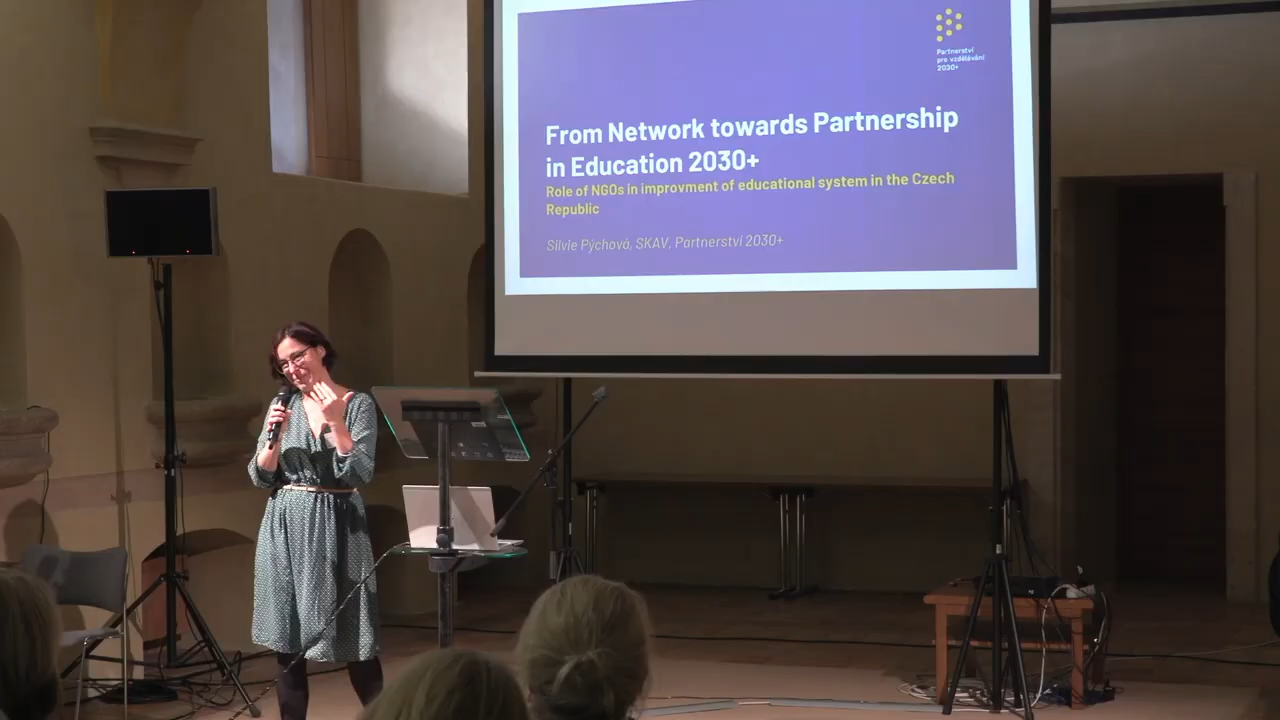 Partnerství
pro vzdělávání
2030+
From Network towards Partnership
in Education 2030+
Role of NGOs in improvment of educational system in the Czech
Republic
Silvie Pýchová, SKAV, Partnerství 2030+